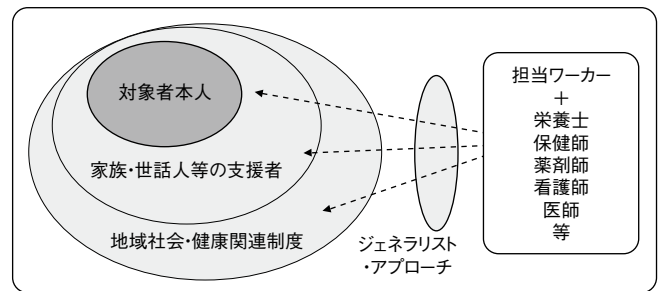 対象者本人
家族・世話人等の支援者
地域社会・健康関連制度
ジェネラリスト
・アプローチ
担当ワーカー
＋
栄養士
保健師
薬剤師
看護師
医師
等